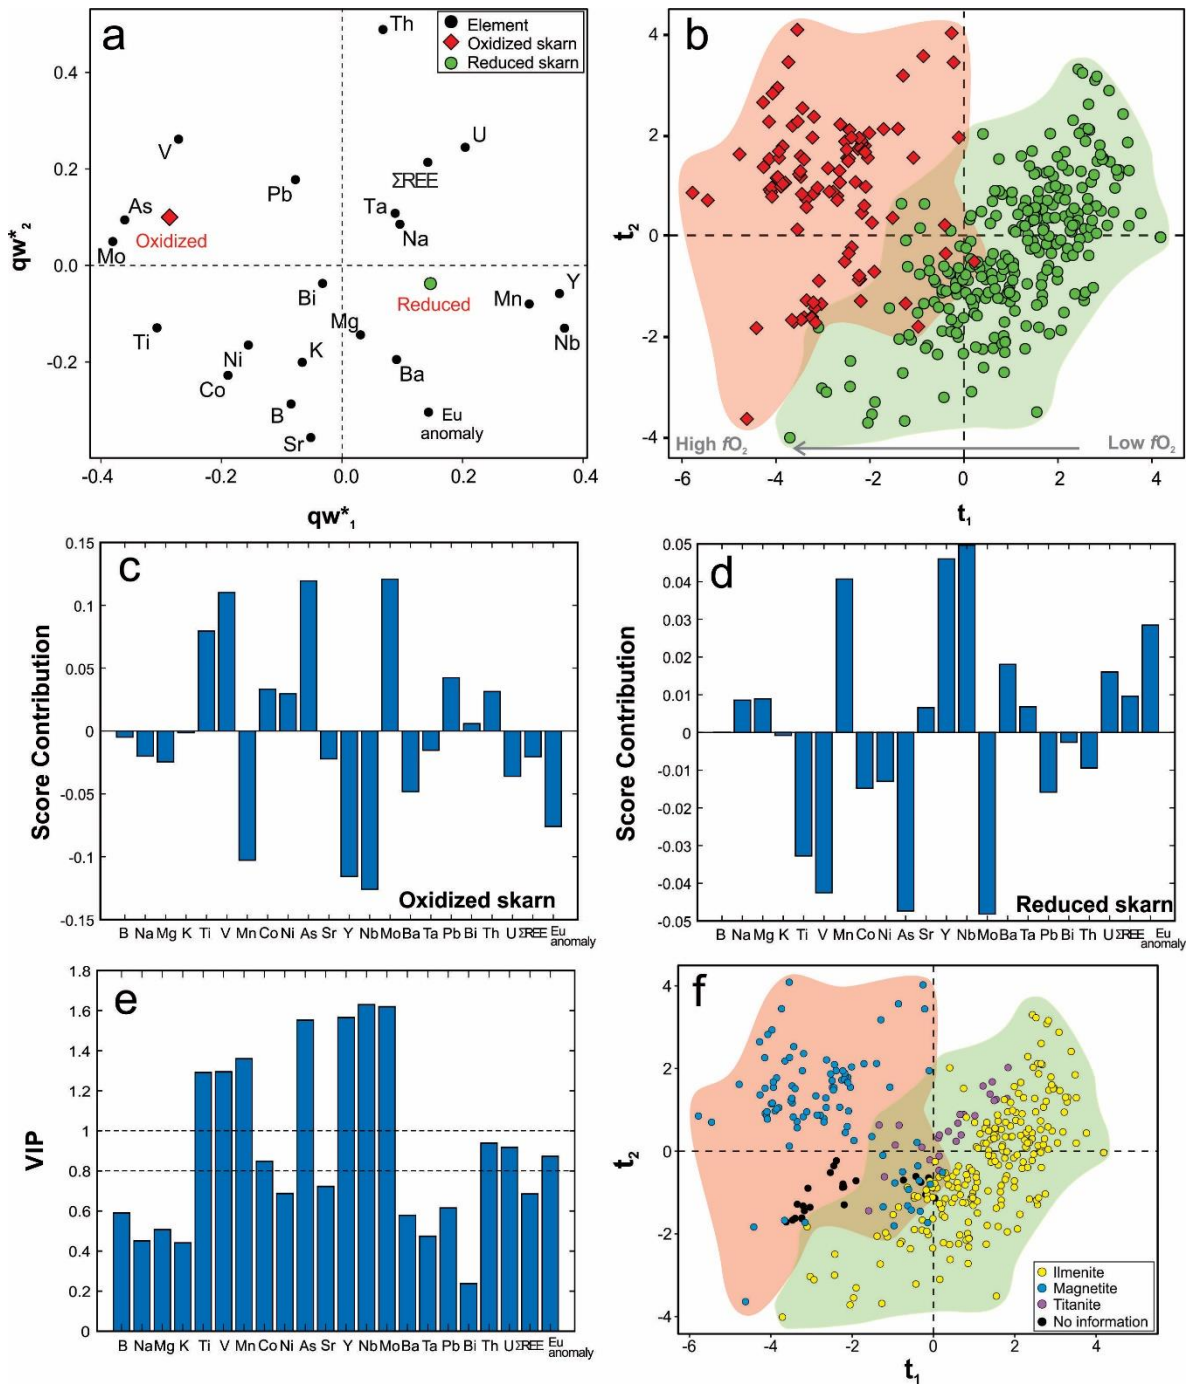 a
Element
Oxidized skarn
Reduced skarn
Th
U
V
ΣREE
Pb
Ta
Na
As
Oxidized
Mo
Bi
Reduced
Mn
Y
Mg
Ti
Ni
K
Nb
Co
Ba
B
Eu
anomaly
Sr
0.4
0.2
0.0
-0.2
-0.4
-0.2
0.0
0.2
0.4
qw*2
qw*1
b
4
2
0
-2
-4
High fO2
Low fO2
-6
-4
-2
0
2
4
t2
t1
c
0.15
0.1
0.05
0
-0.05
-0.1
-0.15
Score Contribution
Oxidized skarn
B Na Mg K Ti V Mn Co Ni As Sr Y Nb Mo Ba Ta Pb Bi Th U ΣREE Eu
anomaly
d
0.05
0.04
0.03
0.02
0.01
0
-0.01
-0.02
-0.03
-0.04
-0.05
Score Contribution
Reduced skarn
B Na Mg K Ti V Mn Co Ni As Sr Y Nb Mo Ba Ta Pb Bi Th U ΣREE Eu
anomaly
e
1.8
1.6
1.4
1.2
1
0.8
0.6
0.4
0.2
0
VIP
B Na Mg K Ti V Mn Co Ni As Sr Y Nb Mo Ba Ta Pb Bi Th U ΣREE Eu
anomaly
f
4
2
0
-2
-4
Ilmenite
Magnetite
Titanite
No information
-6
-4
-2
0
2
4
t2
t1